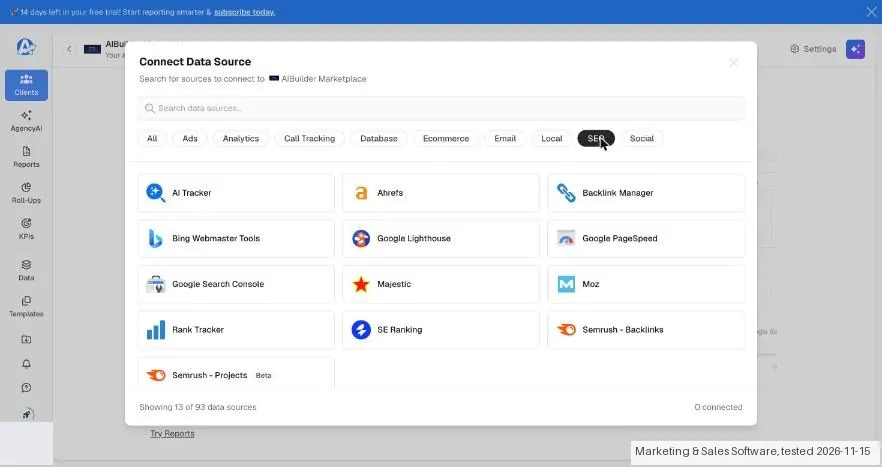 14 days left in your free trial! Start reporting smarter & subscribe today.
AIBuilder
Your
Settings
Clients
AgencyAI
Reports
Roll-Ups
KPIs
Data
Templates
Connect Data Source
Search for sources to connect to AIBuilder Marketplace
Search data sources...
All Ads Analytics Call Tracking Database Ecommerce Email Local SEO Social
AI Tracker Ahrefs Backlink Manager
Bing Webmaster Tools Google Lighthouse Google PageSpeed
Google Search Console Majestic Moz
Rank Tracker SE Ranking Semrush - Backlinks
Semrush - Projects Beta
Showing 13 of 93 data sources 0 connected
Try Reports
Marketing & Sales Software, tested 2026-11-15